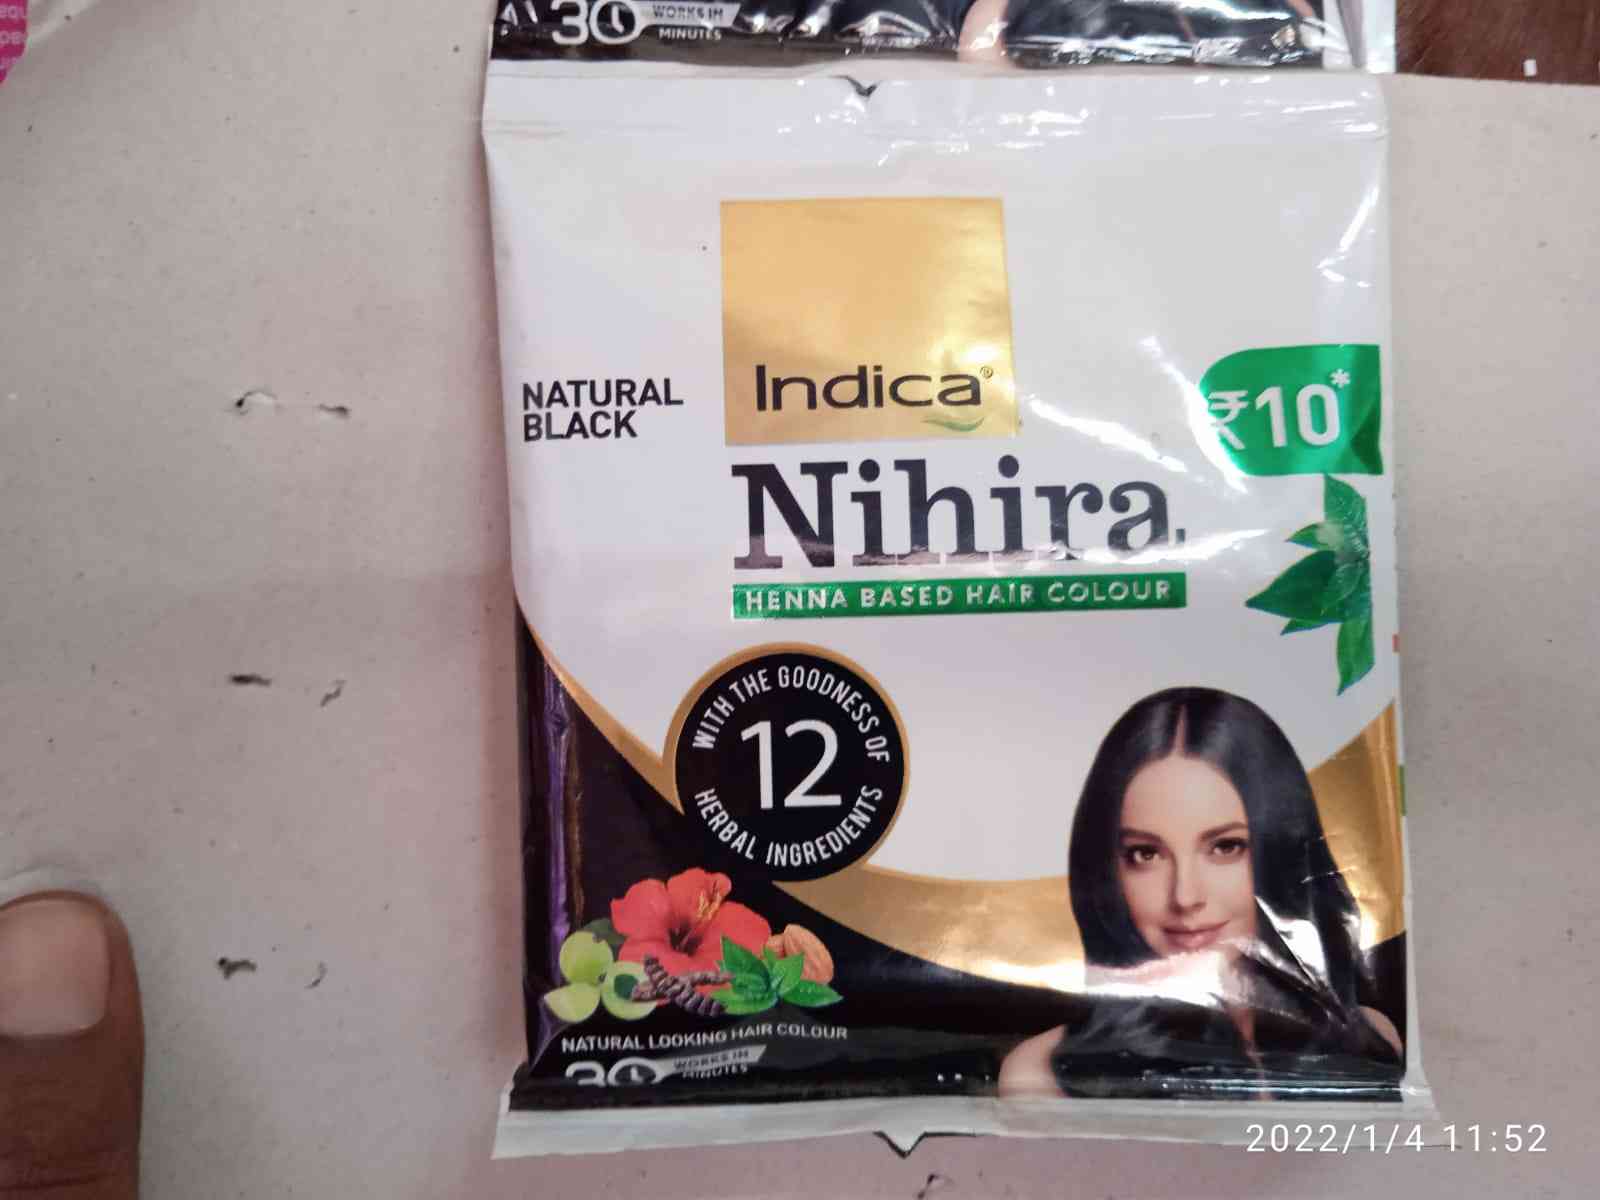 30 WORKS IN
MINUTES
Indica®
NATURAL
BLACK
₹10*
Nihira
HENNA BASED HAIR COLOUR
WITH THE GOODNESS OF
12
HERBAL INGREDIENTS
NATURAL LOOKING HAIR COLOUR
30 WORKS IN
MINUTES
2022/1/4 11:52